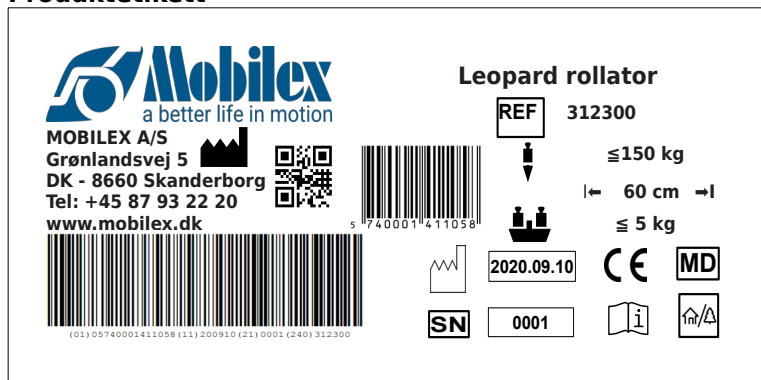 Produktetikett
Mobilex
a better life in motion
MOBILEX A/S
Grønlandsvej 5
DK - 8660 Skanderborg
Tel: +45 87 93 22 20
www.mobilex.dk
5 740001 411058
(01)05740001411058(11)200910(21)0001(240)312300
Leopard rollator
REF 312300
≦150 kg
60 cm
≦ 5 kg
2020.09.10 CE MD
SN 0001 i